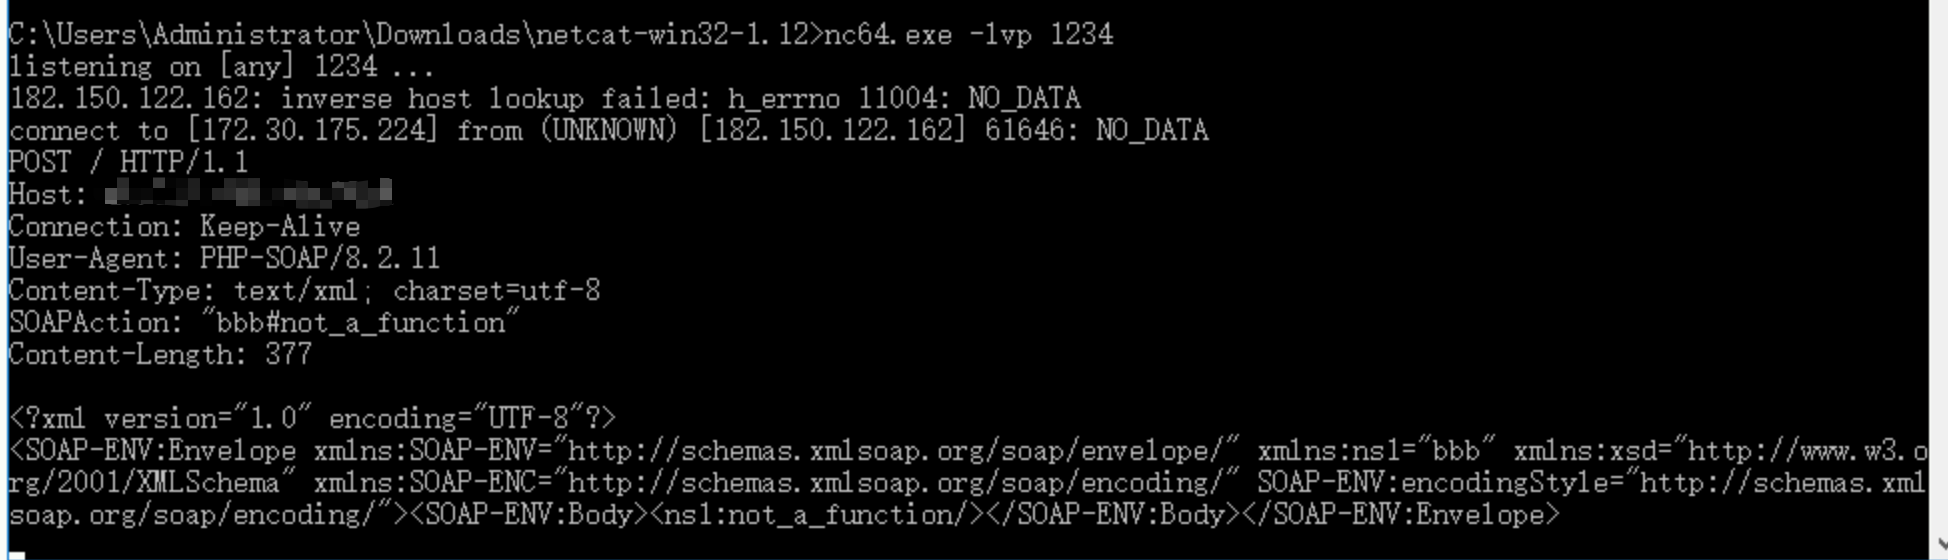 C:\Users\Administrator\Downloads\netcat-win32-1.12>nc64.exe -lvp 1234
listening on [any] 1234 ...
182.150.122.162: inverse host lookup failed: h_errno 11004: NO_DATA
connect to [172.30.175.224] from (UNKNOWN) [182.150.122.162] 61646: NO_DATA
POST / HTTP/1.1
Host:
Connection: Keep-Alive
User-Agent: PHP-SOAP/8.2.11
Content-Type: text/xml; charset=utf-8
SOAPAction: "bbb#not_a_function"
Content-Length: 377
<?xml version="1.0" encoding="UTF-8"?>
<SOAP-ENV:Envelope xmlns:SOAP-ENV="http://schemas.xmlsoap.org/soap/envelope/" xmlns:ns1="bbb" xmlns:xsd="http://www.w3.o
rg/2001/XMLSchema" xmlns:SOAP-ENC="http://schemas.xmlsoap.org/soap/encoding/" SOAP-ENV:encodingStyle="http://schemas.xml
soap.org/soap/encoding/"><SOAP-ENV:Body><ns1:not_a_function/></SOAP-ENV:Body></SOAP-ENV:Envelope>